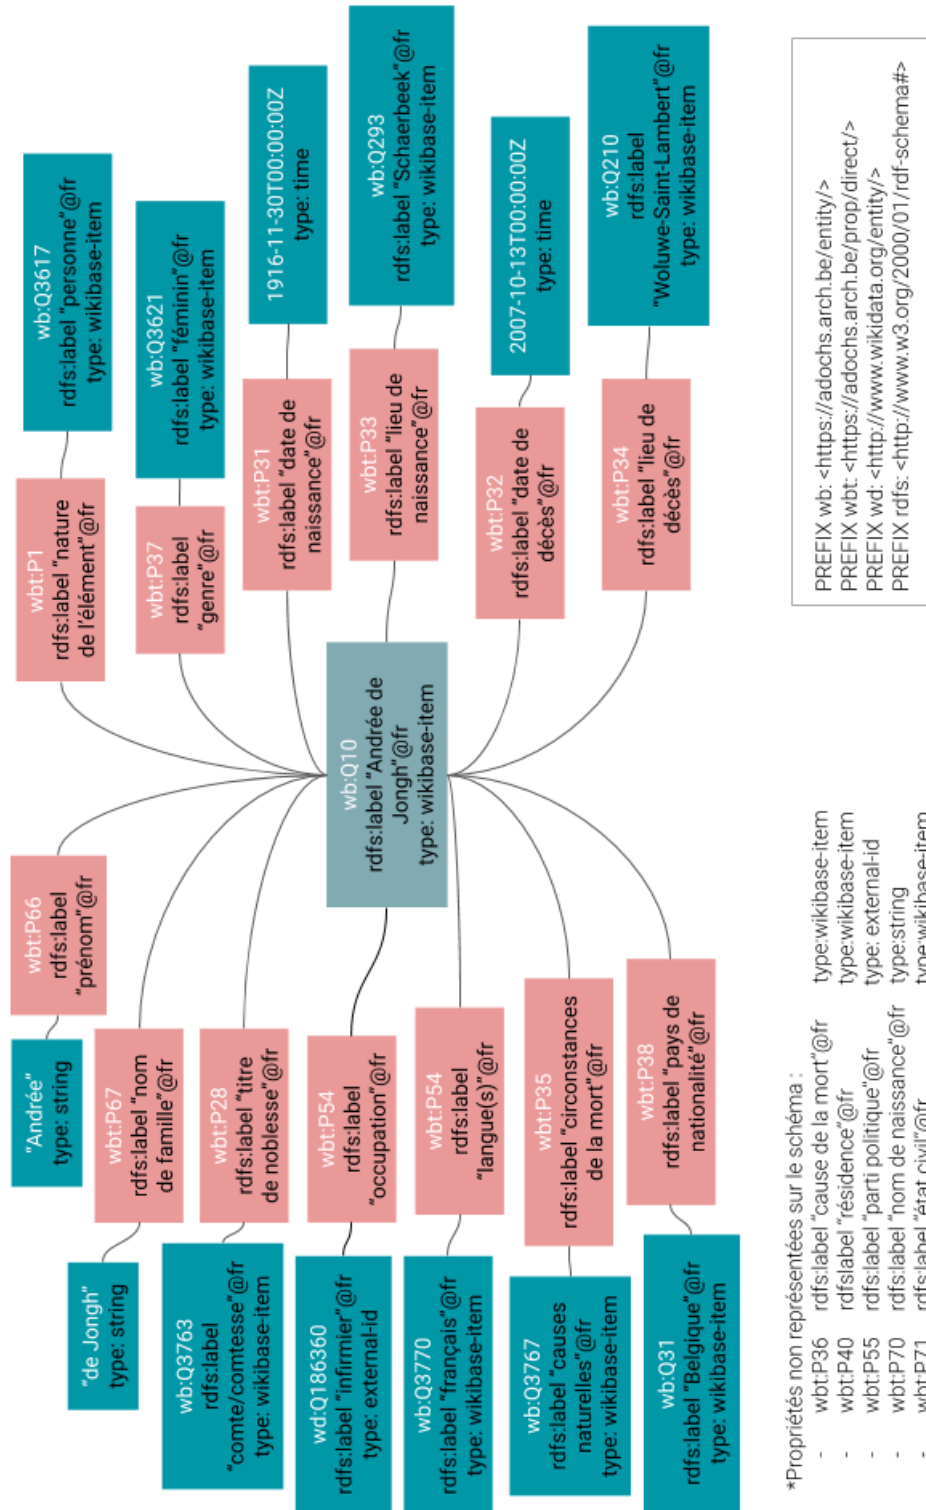 "Andrée"
type: string
wbt:P66
rdfs:label
"prénom"@fr
"de Jongh"
type: string
wbt:P67
rdfs:label "nom
de famille"@fr
wb:Q3763
rdfs:label
"comte/comtesse"@fr
type: wikibase-item
wbt:P28
rdfs:label "titre
de noblesse"@fr
wd:Q186360
rdfs:label "infirmier"@fr
type: external-id
wbt:P54
rdfs:label
"occupation"@fr
wb:Q3770
rdfs:label "français"@fr
type: wikibase-item
wbt:P54
rdfs:label
"langue(s)"@fr
wb:Q3767
rdfs:label "causes
naturelles"@fr
type: wikibase-item
wbt:P35
rdfs:label "circonstances
de la mort"@fr
wb:Q31
rdfs:label "Belgique"@fr
type: wikibase-item
wbt:P38
rdfs:label "pays de
nationalité"@fr
wb:Q10
rdfs:label "Andrée de
Jongh"@fr
type: wikibase-item
wbt:P1
rdfs:label "nature
de l'élément"@fr
wb:Q3617
rdfs:label "personne"@fr
type: wikibase-item
wbt:P37
rdfs:label
"genre"@fr
wb:Q3621
rdfs:label "féminin"@fr
type: wikibase-item
wbt:P31
rdfs:label "date de
naissance"@fr
1916-11-30T00:00:00Z
type: time
wbt:P33
rdfs:label "lieu de
naissance"@fr
wb:Q293
rdfs:label "Schaerbeek"@fr
type: wikibase-item
wbt:P32
rdfs:label "date de
décès"@fr
2007-10-13T00:00:00Z
type: time
wbt:P34
rdfs:label "lieu de
décès"@fr
wb:Q210
rdfs:label
"Woluwe-Saint-Lambert"@fr
type: wikibase-item
*Propriétés non représentées sur le schéma :
- wbt:P36 rdfs:label "cause de la mort"@fr type:wikibase-item
- wbt:P40 rdfslabel "résidence"@fr type:wikibase-item
- wbt:P55 rdfs:label "parti politique"@fr type: external-id
- wbt:P70 rdfs:label "nom de naissance"@fr type:string
- wbt:P71 rdfs:label "état civil"@fr type:wikibase-item
PREFIX wb: <https://adochs.arch.be/entity/>
PREFIX wbt: <https://adochs.arch.be/prop/direct/>
PREFIX wd: <http://www.wikidata.org/entity/>
PREFIX rdfs: <http://www.w3.org/2000/01/rdf-schema#>